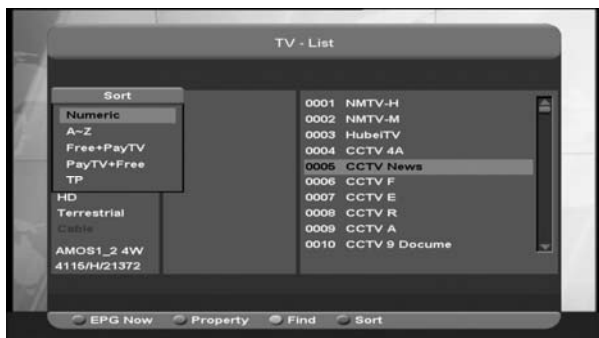 TV - List
Sort
Numeric
A~Z
Free+PayTV
PayTV+Free
TP
HD
Terrestrial
Cable
AMOS1_2 4W
4115/H/21372
0001 NMTV-H
0002 NMTV-M
0003 HubeiTV
0004 CCTV 4A
0005 CCTV News
0006 CCTV F
0007 CCTV E
0008 CCTV R
0009 CCTV A
0010 CCTV 9 Docume
EPG Now
Property
Find
Sort